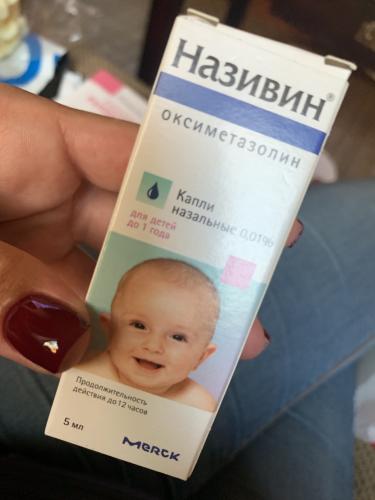 Називин®
оксиметазолин
Капли
назальные 0,01%
для детей
до 1 года
Продолжительность
действия до 12 часов
5 мл
Merck